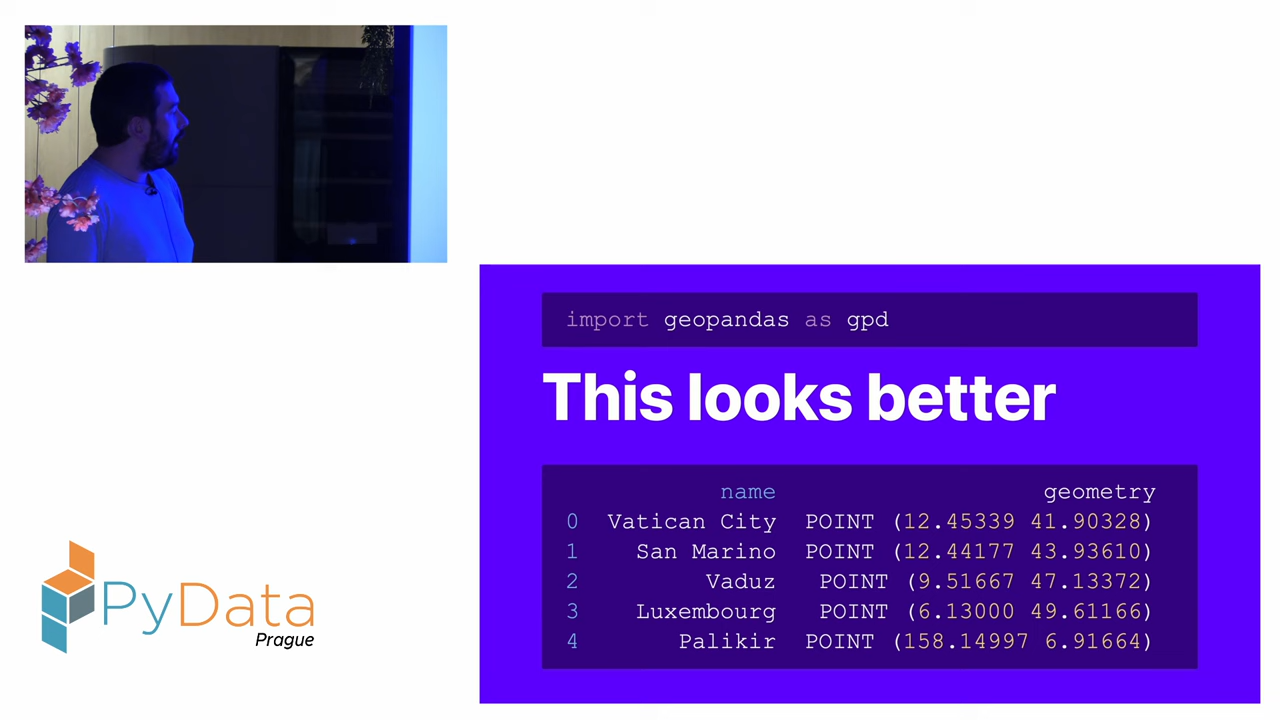 import geopandas as gpd
This looks better
name geometry
0 Vatican City POINT (12.45339 41.90328)
1 San Marino POINT (12.44177 43.93610)
2 Vaduz POINT (9.51667 47.13372)
3 Luxembourg POINT (6.13000 49.61166)
4 Palikir POINT (158.14997 6.91664)
PyData
Prague